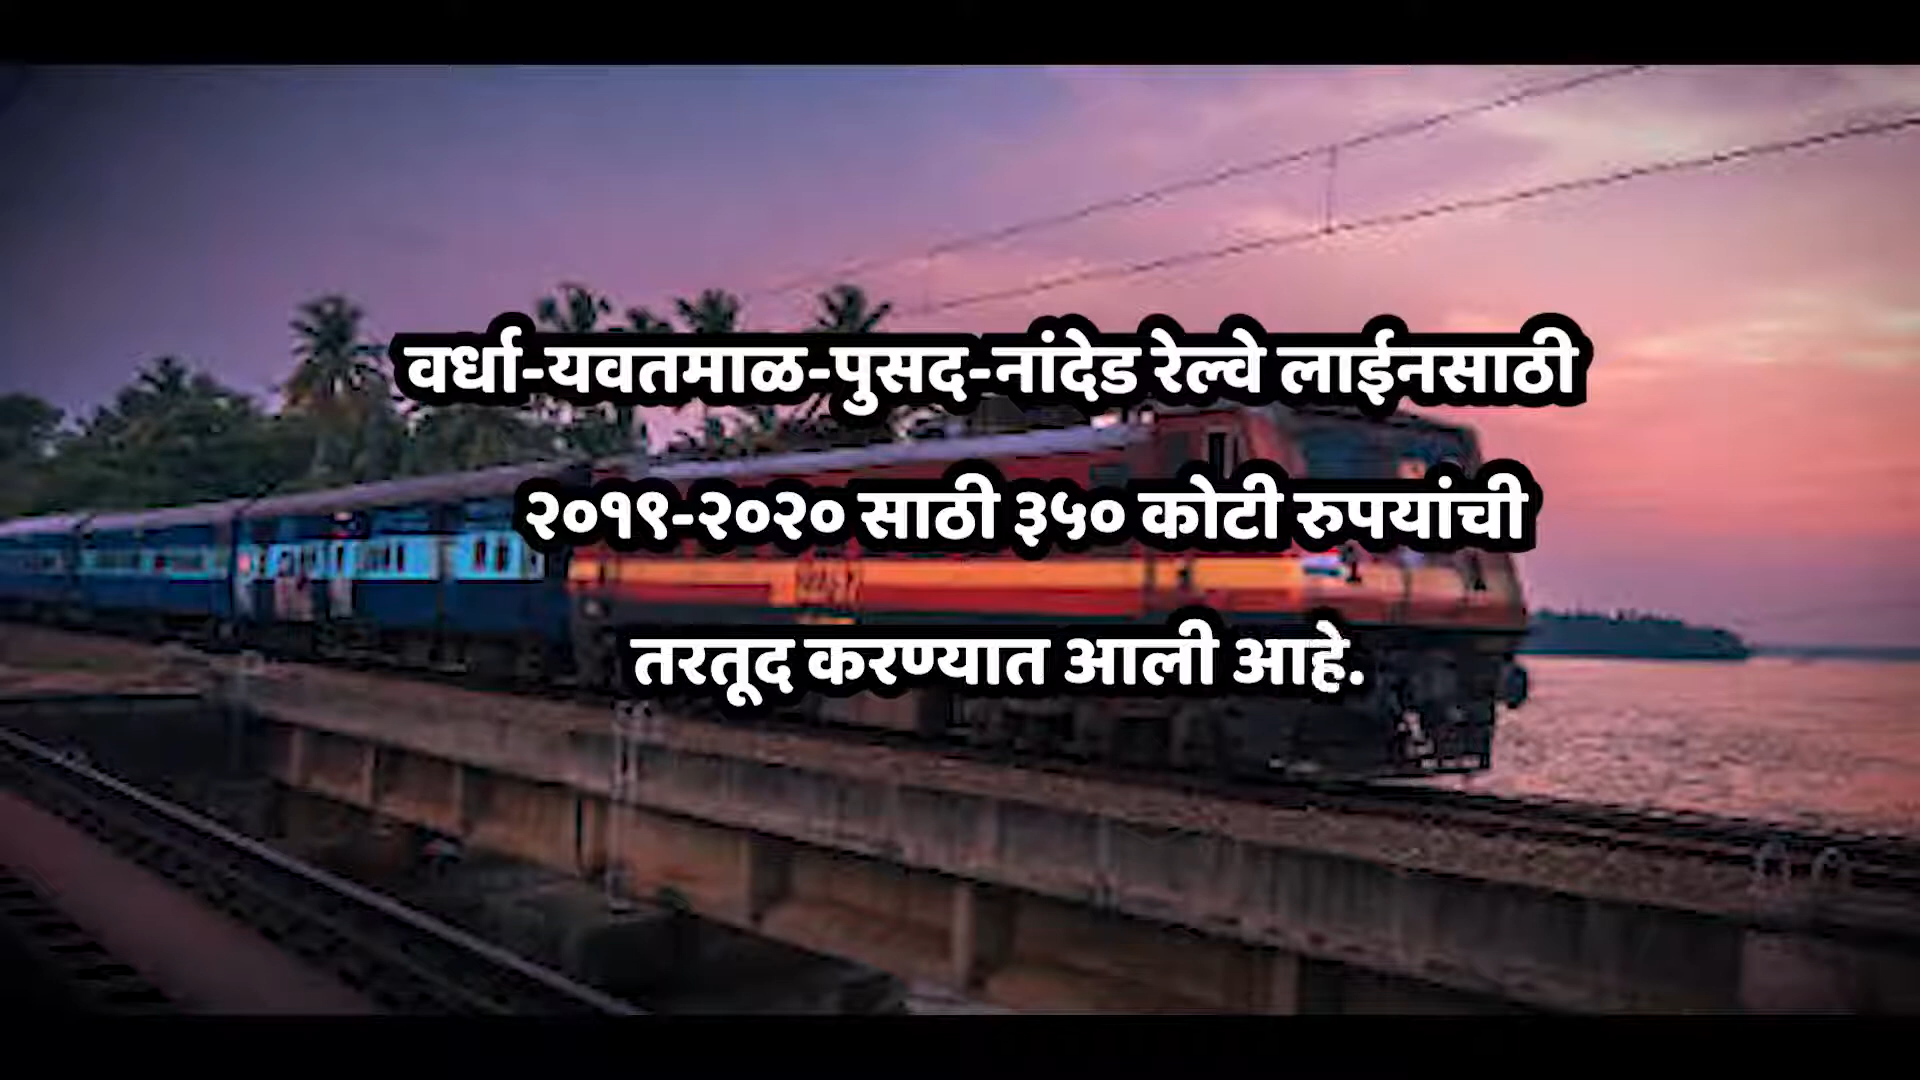 वर्धा-यवतमाळ-पुसद-नांदेड रेल्वे लाईनसाठी
२०१९-२०२० साठी ३५० कोटी रुपयांची
तरतूद करण्यात आली आहे.